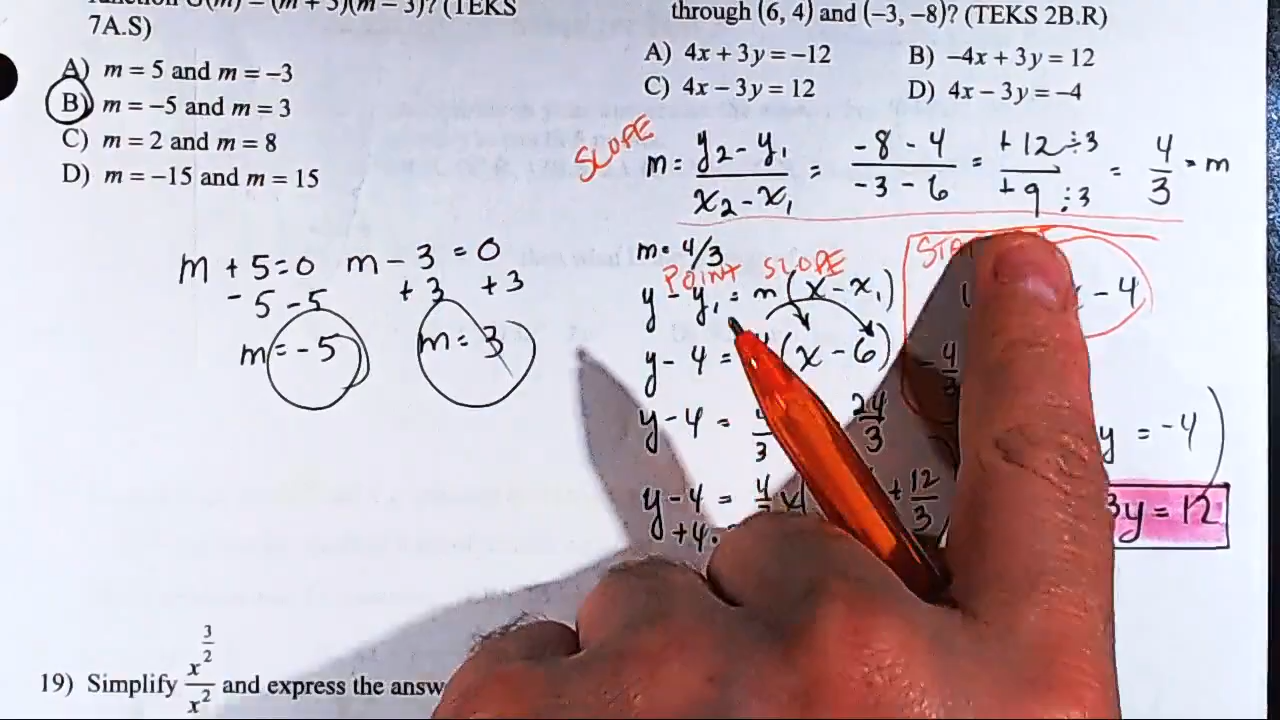 7A.S)
A) m = 5 and m = −3
B) m = −5 and m = 3
C) m = 2 and m = 8
D) m = −15 and m = 15
m + 5 = 0
- 5 - 5
m = - 5
m - 3 = 0
+ 3 + 3
m = 3
19) Simplify x^(3/2)/x^2 and express the
through (6, 4) and (−3, −8)? (TEKS 2B.R)
A) 4x + 3y = −12
B) −4x + 3y = 12
C) 4x − 3y = 12
D) 4x − 3y = −4
SLOPE
m = (y2 - y1)/(x2 - x1) = (-8 - 4)/(-3 - 6) = (+12 ÷3)/(+9 ÷3) = 4/3 = m
m = 4/3
POINT SLOPE
y - y1 = m(x - x1)
y - 4 = (x - 6)
y - 4 = 24/3
y - 4 = + 12/3
+4
- 4
y = -4
3y = 12